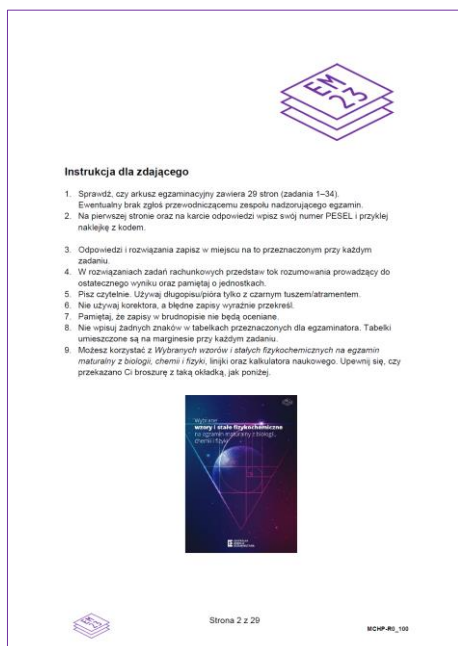 EM
23
Instrukcja dla zdającego
1. Sprawdź, czy arkusz egzaminacyjny zawiera 29 stron (zadania 1–34).
Ewentualny brak zgłoś przewodniczącemu zespołu nadzorującego egzamin.
2. Na pierwszej stronie oraz na karcie odpowiedzi wpisz swój numer PESEL i przyklej
naklejkę z kodem.
3. Odpowiedzi i rozwiązania zapisz w miejscu na to przeznaczonym przy każdym
zadaniu.
4. W rozwiązaniach zadań rachunkowych przedstaw tok rozumowania prowadzący do
ostatecznego wyniku oraz pamiętaj o jednostkach.
5. Pisz czytelnie. Używaj długopisu/pióra tylko z czarnym tuszem/atramentem.
6. Nie używaj korektora, a błędne zapisy wyraźnie przekreśl.
7. Pamiętaj, że zapisy w brudnopisie nie będą oceniane.
8. Nie wpisuj żadnych znaków w tabelkach przeznaczonych dla egzaminatora. Tabelki
umieszczone są na marginesie przy każdym zadaniu.
9. Możesz korzystać z Wybranych wzorów i stałych fizykochemicznych na egzamin
maturalny z biologii, chemii i fizyki, linijki oraz kalkulatora naukowego. Upewnij się, czy
przekazano Ci broszurę z taką okładką, jak poniżej.
Wybrane
wzory i stałe fizykochemiczne
na egzamin maturalny z biologii,
chemii i fizyki
Strona 2 z 29
MCHP-R0_100